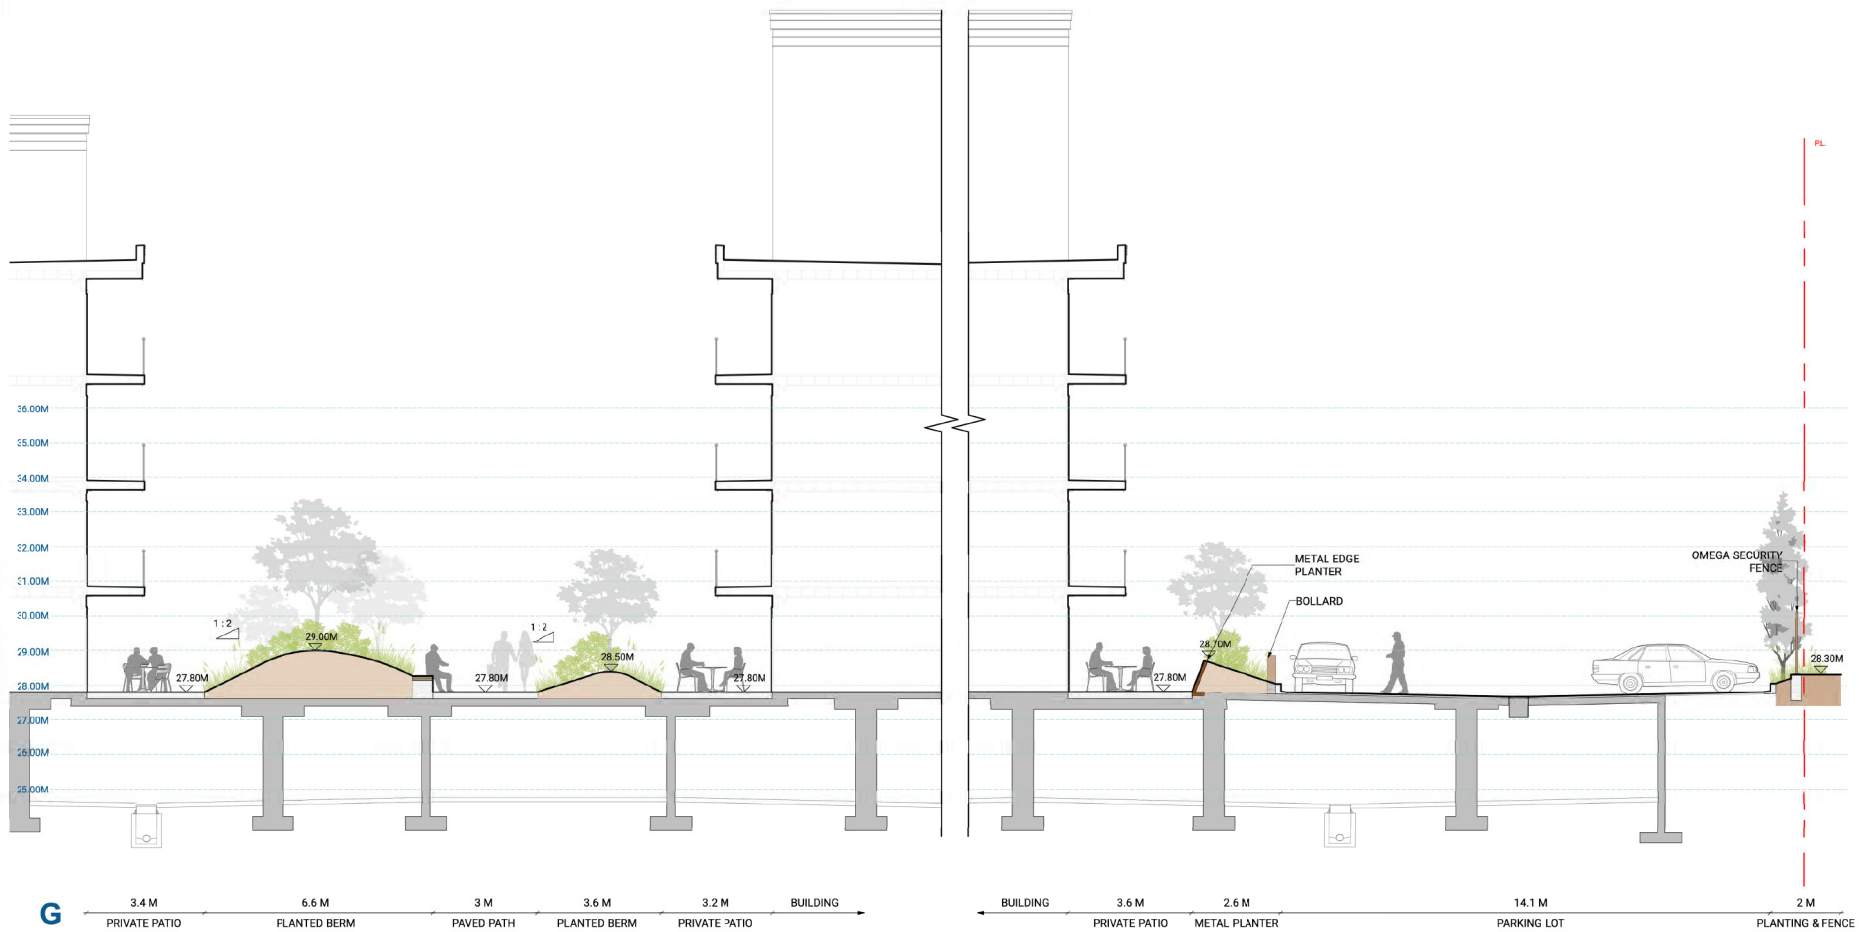 P.L.
36.00M
35.00M
34.00M
33.00M
32.00M
31.00M
30.00M
29.00M
28.00M
27.00M
26.00M
25.00M
1 : 2
29.00M
27.80M
27.80M
1 : 2
28.50M
27.80M
METAL EDGE
PLANTER
BOLLARD
28.70M
27.80M
OMEGA SECURITY
FENCE
28.30M
G
3.4 M
PRIVATE PATIO
6.6 M
PLANTED BERM
3 M
PAVED PATH
3.6 M
PLANTED BERM
3.2 M
PRIVATE PATIO
BUILDING
BUILDING
3.6 M
PRIVATE PATIO
2.6 M
METAL PLANTER
14.1 M
PARKING LOT
2 M
PLANTING & FENCE